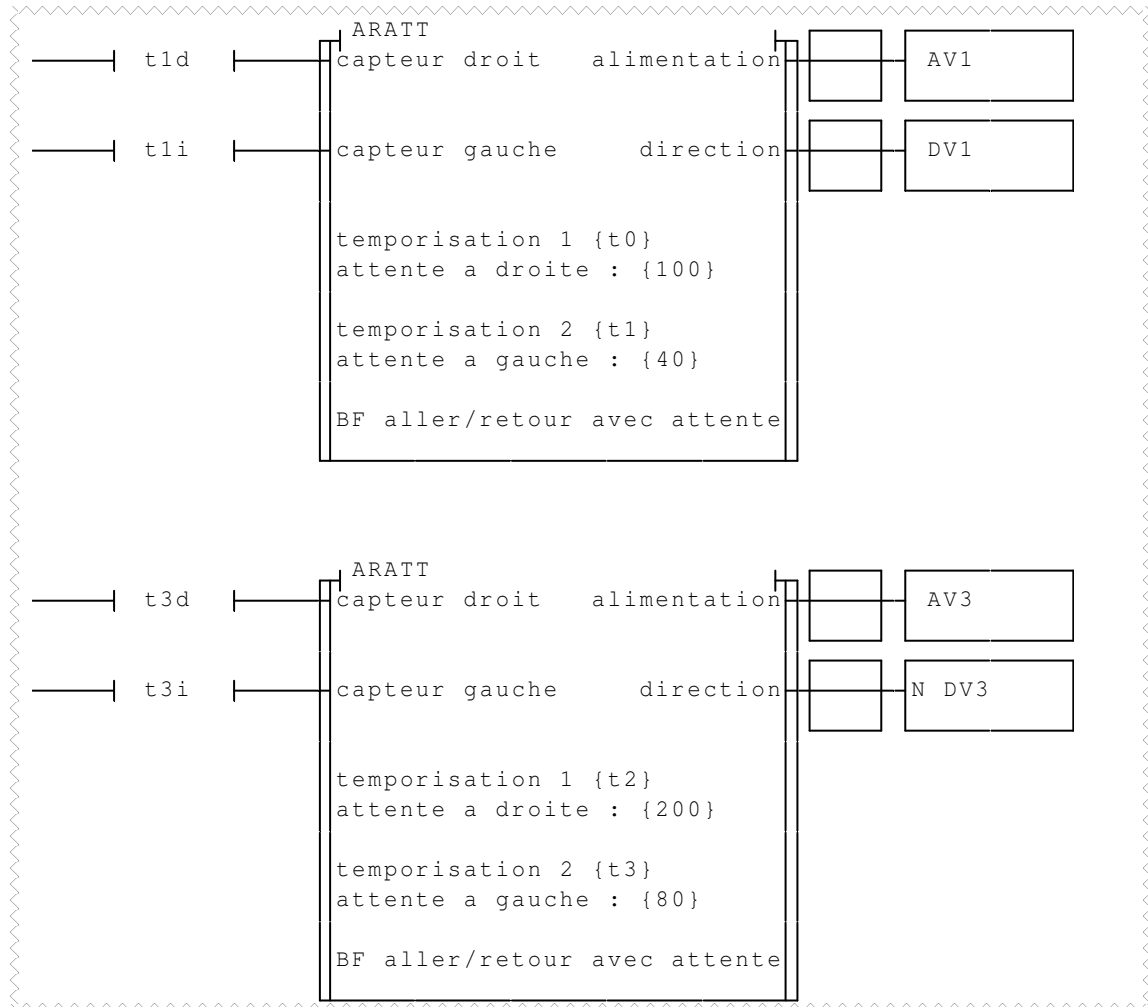 ARATT
t1d capteur droit alimentation AV1
t1i capteur gauche direction DV1
temporisation 1 {t0}
attente a droite : {100}
temporisation 2 {t1}
attente a gauche : {40}
BF aller/retour avec attente
ARATT
t3d capteur droit alimentation AV3
t3i capteur gauche direction N DV3
temporisation 1 {t2}
attente a droite : {200}
temporisation 2 {t3}
attente a gauche : {80}
BF aller/retour avec attente